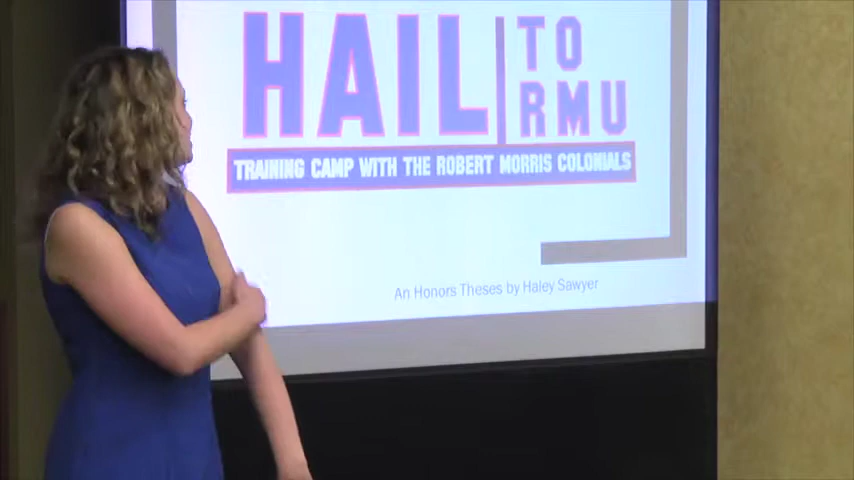 HAIL TO RMU
TRAINING CAMP WITH THE ROBERT MORRIS COLONIALS
An Honors Theses by Haley Sawyer